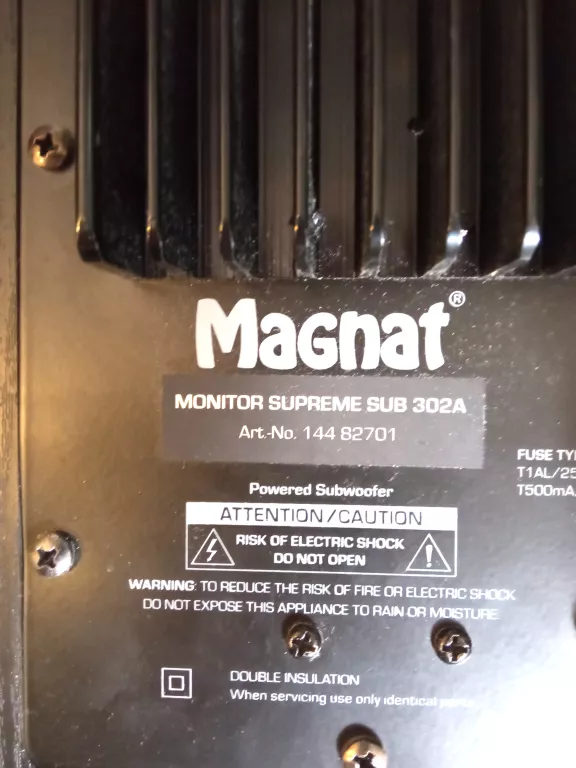 Magnat®
MONITOR SUPREME SUB 302A
Art.-No. 144 82701
FUSE TY
T1AL/25
T500mA
Powered Subwoofer
ATTENTION/CAUTION
RISK OF ELECTRIC SHOCK
DO NOT OPEN
WARNING: TO REDUCE THE RISK OF FIRE OR ELECTRIC SHOCK
DO NOT EXPOSE THIS APPLIANCE TO RAIN OR MOISTURE.
DOUBLE INSULATION
When servicing use only identical parts